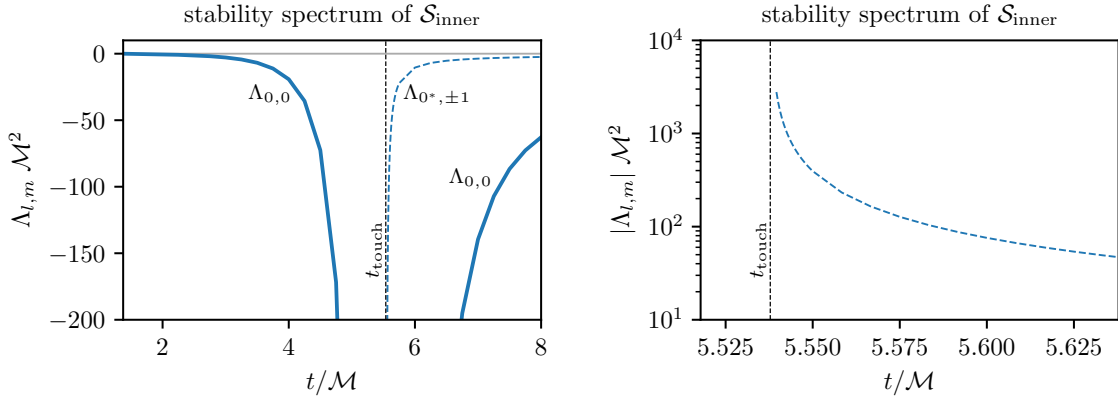 stability spectrum of 𝒮_inner
0
−50
−100
−150
−200
Λ_{l,m} ℳ²
Λ_{0,0}
Λ_{0*,±1}
Λ_{0,0}
t_touch
2
4
6
8
t/ℳ
stability spectrum of 𝒮_inner
10⁴
10³
10²
10¹
|Λ_{l,m}| ℳ²
t_touch
5.525
5.550
5.575
5.600
5.625
t/ℳ